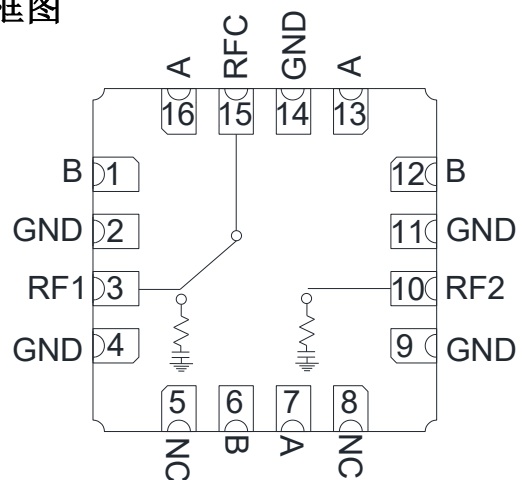 框图
A RFC GND A
16 15 14 13
B 1 12 B
GND 2 11 GND
RF1 3 10 RF2
GND 4 9 GND
5 6 7 8
NC B A NC